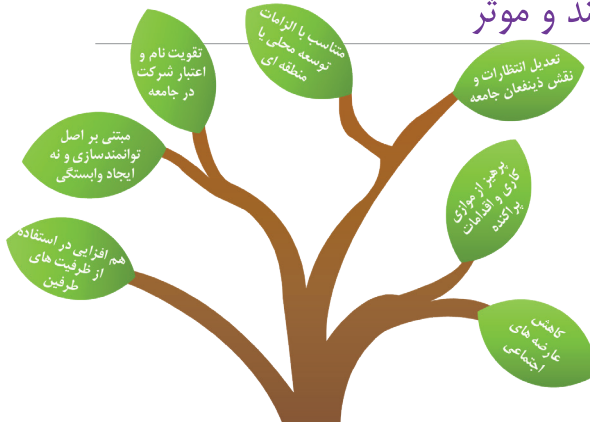 ند و موثر
متناسب با الزامات
توسعه محلی یا
منطقه ای
تعدیل انتظارات و
نقش ذینفعان جامعه
تقویت نام و
اعتبار شرکت
در جامعه
مبتنی بر اصل
توانمندسازی و نه
ایجاد وابستگی
پرهیز از موازی
کاری و اقدامات
پراکنده
هم افزایی در استفاده
از ظرفیت های
طرفین
کاهش
عارضه های
اجتماعی